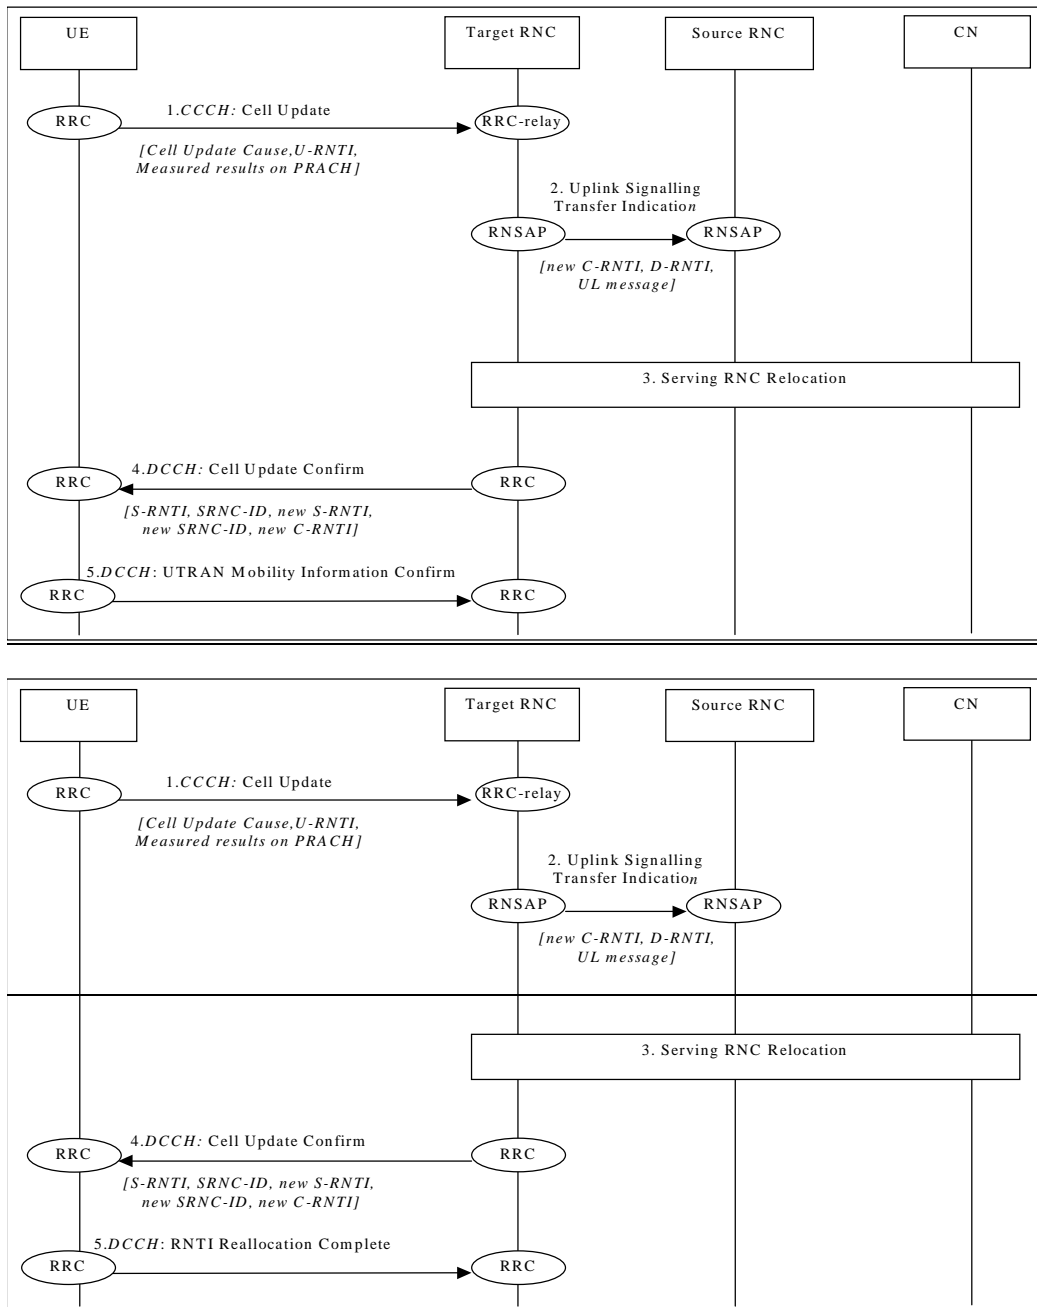 UE
Target RNC
Source RNC
CN
1.CCCH: Cell Update
RRC
RRC-relay
[Cell Update Cause,U-RNTI,
Measured results on PRACH]
2. Uplink Signalling
Transfer Indication
RNSAP
RNSAP
[new C-RNTI, D-RNTI,
UL message]
3. Serving RNC Relocation
4.DCCH: Cell Update Confirm
RRC
RRC
[S-RNTI, SRNC-ID, new S-RNTI,
new SRNC-ID, new C-RNTI]
5.DCCH: UTRAN Mobility Information Confirm
RRC
RRC
UE
Target RNC
Source RNC
CN
1.CCCH: Cell Update
RRC
RRC-relay
[Cell Update Cause,U-RNTI,
Measured results on PRACH]
2. Uplink Signalling
Transfer Indication
RNSAP
RNSAP
[new C-RNTI, D-RNTI,
UL message]
3. Serving RNC Relocation
4.DCCH: Cell Update Confirm
RRC
RRC
[S-RNTI, SRNC-ID, new S-RNTI,
new SRNC-ID, new C-RNTI]
5.DCCH: RNTI Reallocation Complete
RRC
RRC